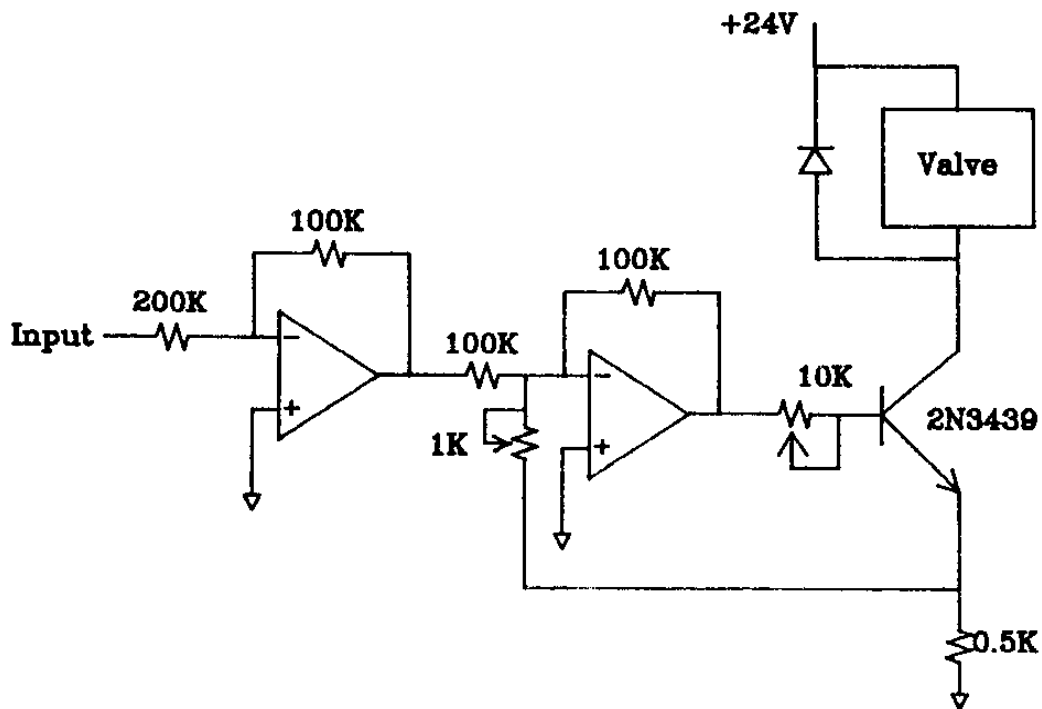 +24V
Valve
100K
100K
200K
Input
−
100K
−
10K
+
1K
+
2N3439
0.5K